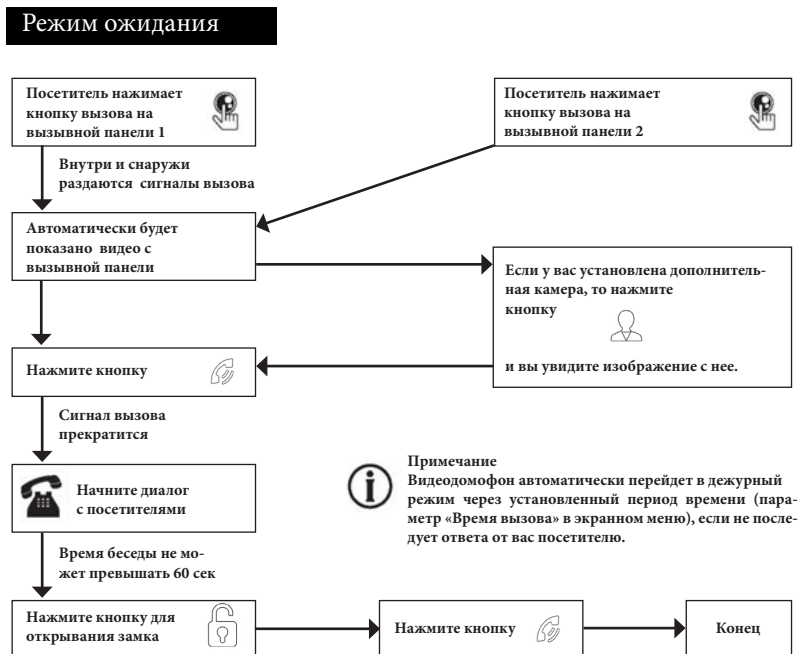 Режим ожидания
Посетитель нажимает
кнопку вызова на
вызывной панели 1
Посетитель нажимает
кнопку вызова на
вызывной панели 2
Внутри и снаружи
раздаются сигналы вызова
Автоматически будет
показано видео с
вызывной панели
Если у вас установлена дополнитель-
ная камера, то нажмите
кнопку
и вы увидите изображение с нее.
Нажмите кнопку
Сигнал вызова
прекратится
Начните диалог
с посетителями
Примечание
Видеодомофон автоматически перейдет в дежурный
режим через установленный период времени (пара-
метр «Время вызова» в экранном меню), если не после-
дует ответа от вас посетителю.
Время беседы не мо-
жет превышать 60 сек
Нажмите кнопку для
открывания замка
Нажмите кнопку
Конец